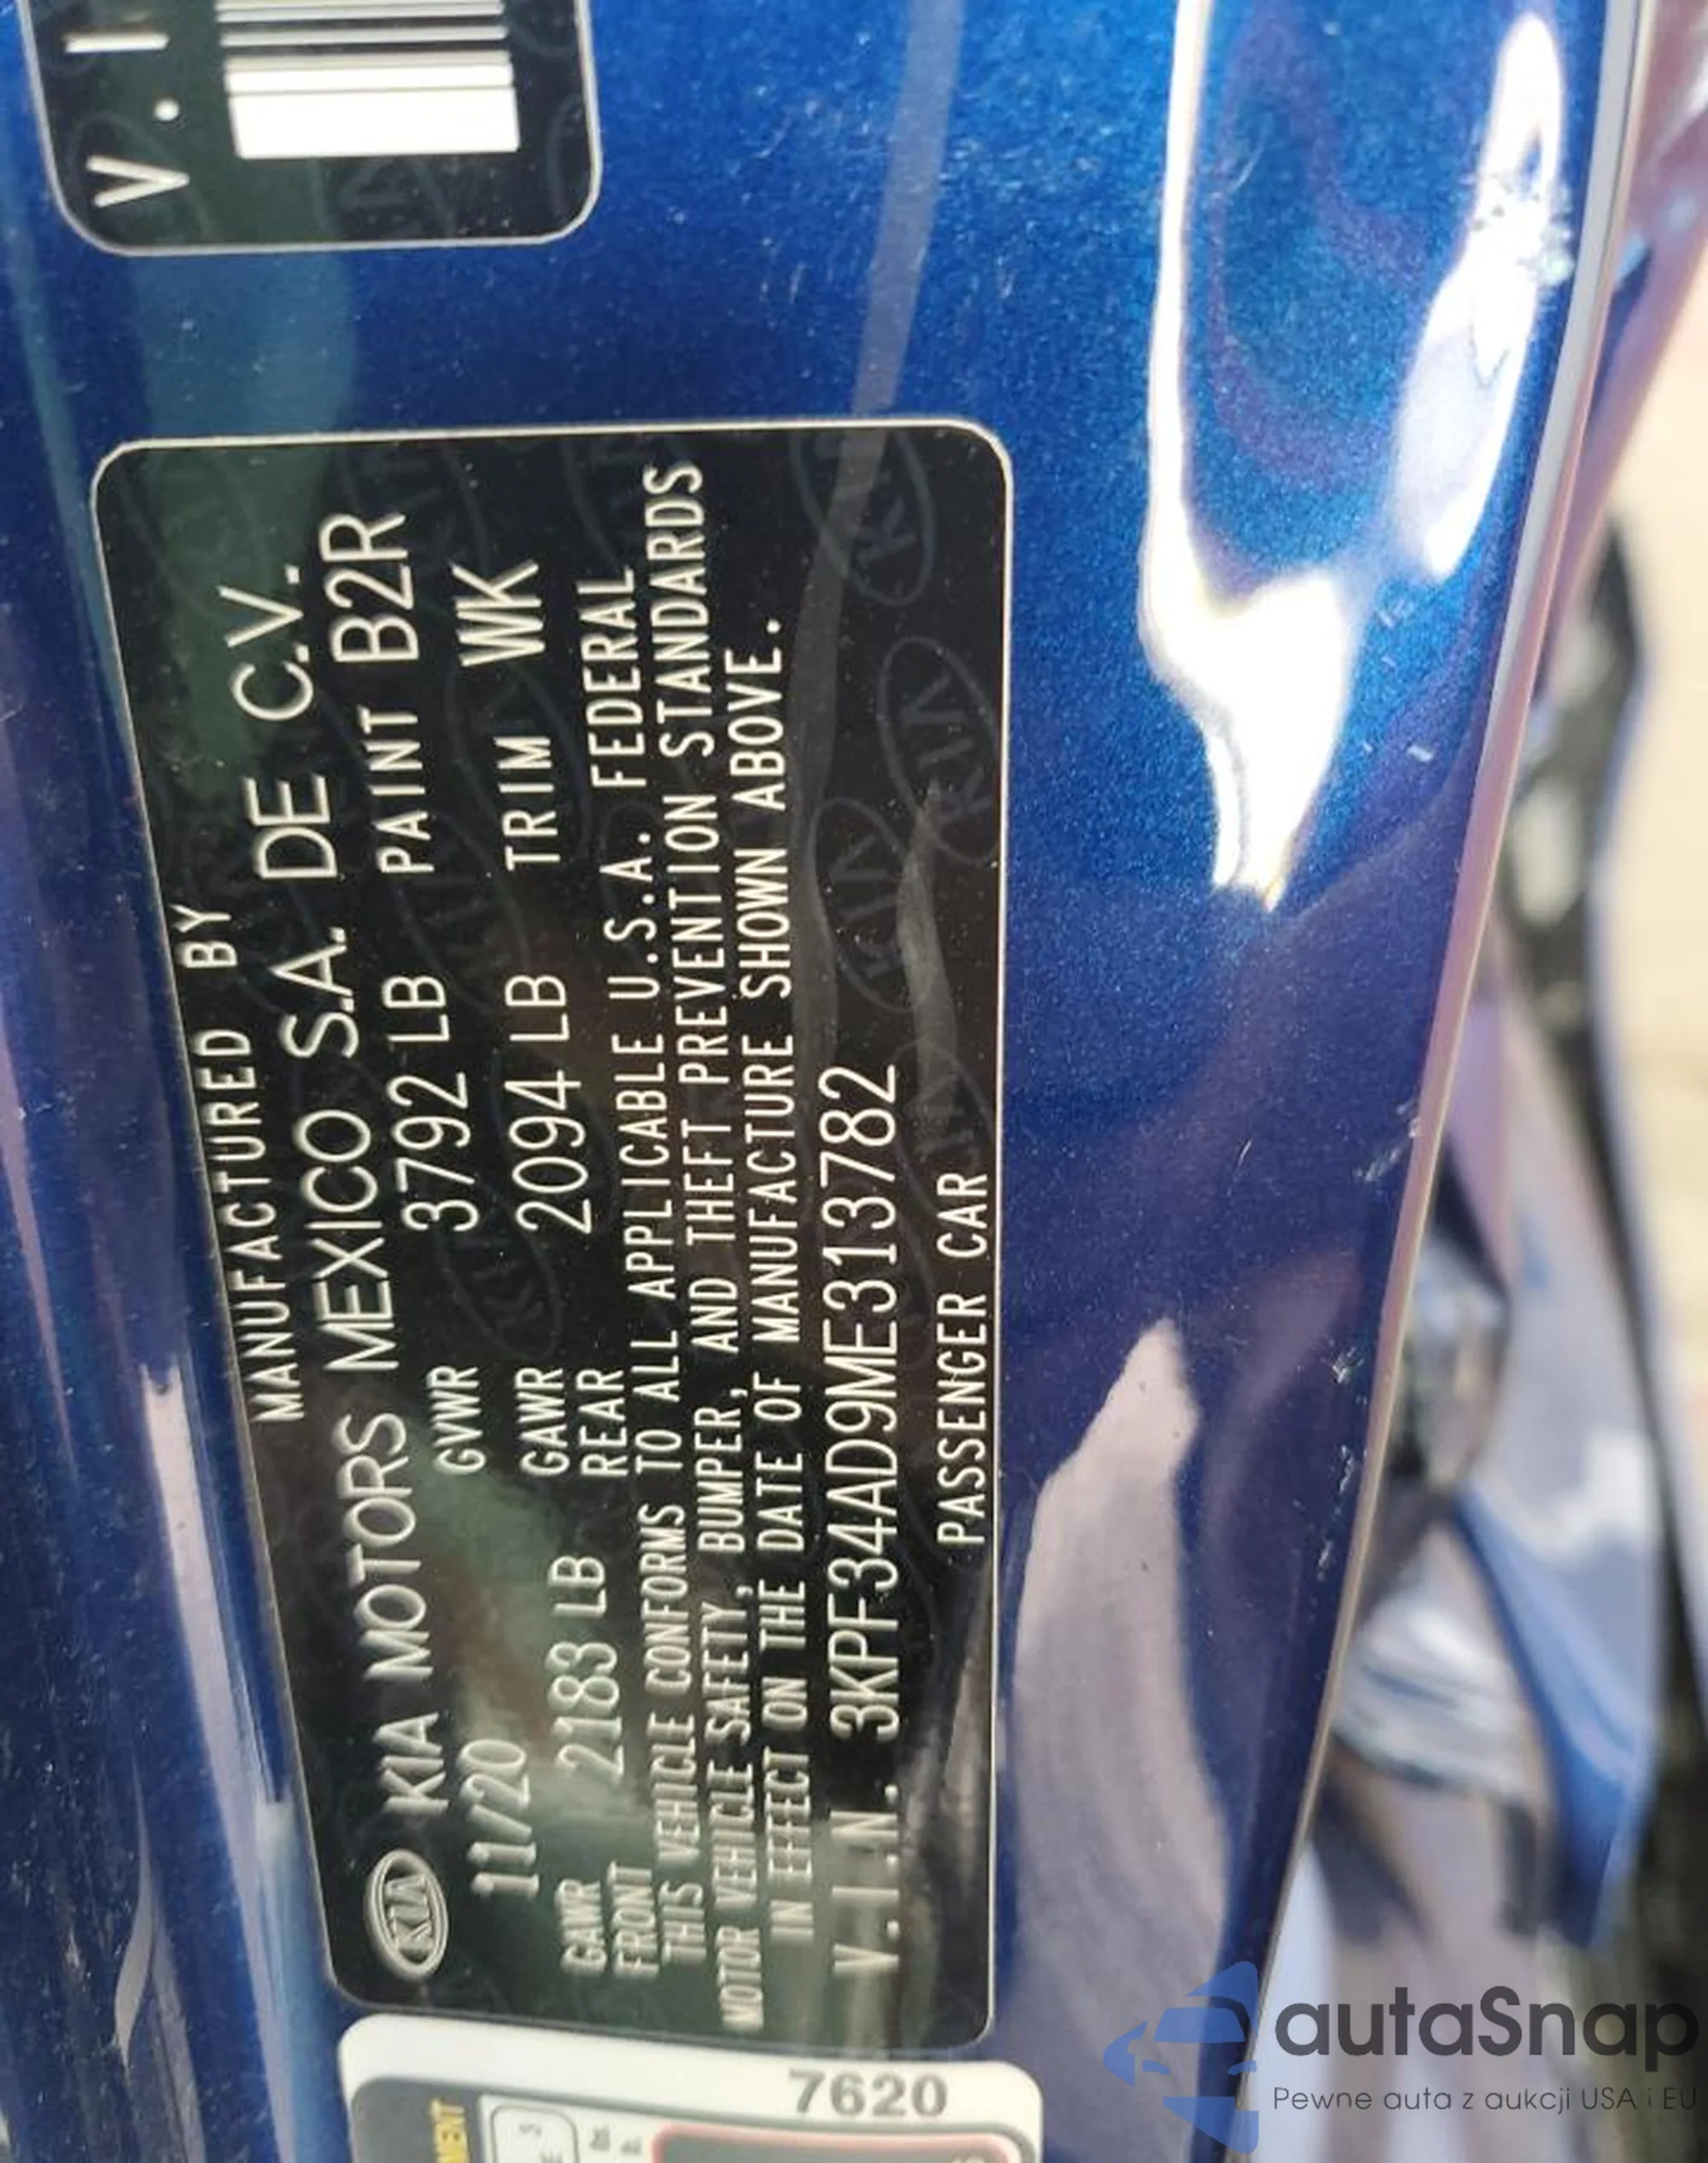 MANUFACTURED BY
KIA KIA MOTORS MEXICO S.A. DE C.V.
11/20 GVWR 3792 LB PAINT B2R
GAWR FRONT 2183 LB GAWR REAR 2094 LB TRIM WK
THIS VEHICLE CONFORMS TO ALL APPLICABLE U.S.A. FEDERAL
MOTOR VEHICLE SAFETY, BUMPER, AND THEFT PREVENTION STANDARDS
IN EFFECT ON THE DATE OF MANUFACTURE SHOWN ABOVE.
V.I.N. 3KPF34AD9ME313782
PASSENGER CAR
V.I
7620
autaSnap
Pewne auta z aukcji USA i EU